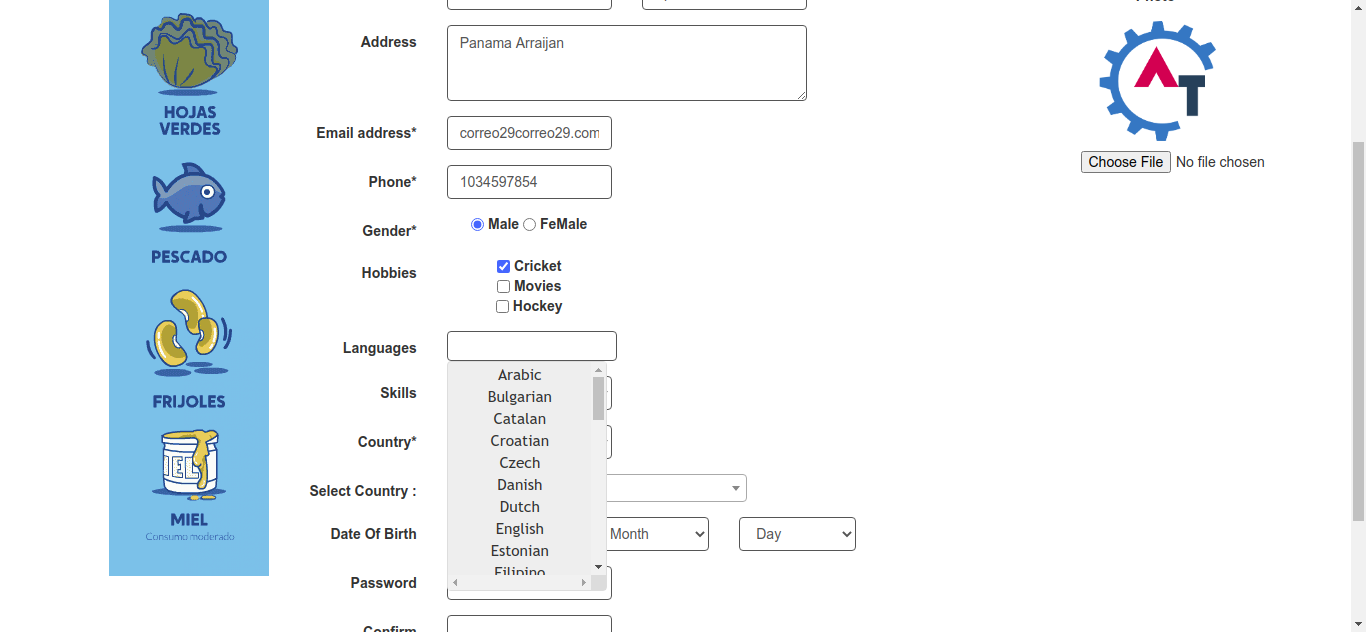 HOJAS
VERDES
PESCADO
FRIJOLES
MIEL
Consumo moderado
Address
Panama Arraijan
Email address*
correo29correo29.com
Phone*
1034597854
Gender*
Male FeMale
Hobbies
Cricket
Movies
Hockey
Languages
Arabic
Bulgarian
Catalan
Croatian
Czech
Danish
Dutch
English
Estonian
Filipino
Skills
Country*
Select Country :
Date Of Birth
Month Day
Password
Confirm
AT
Choose File No file chosen